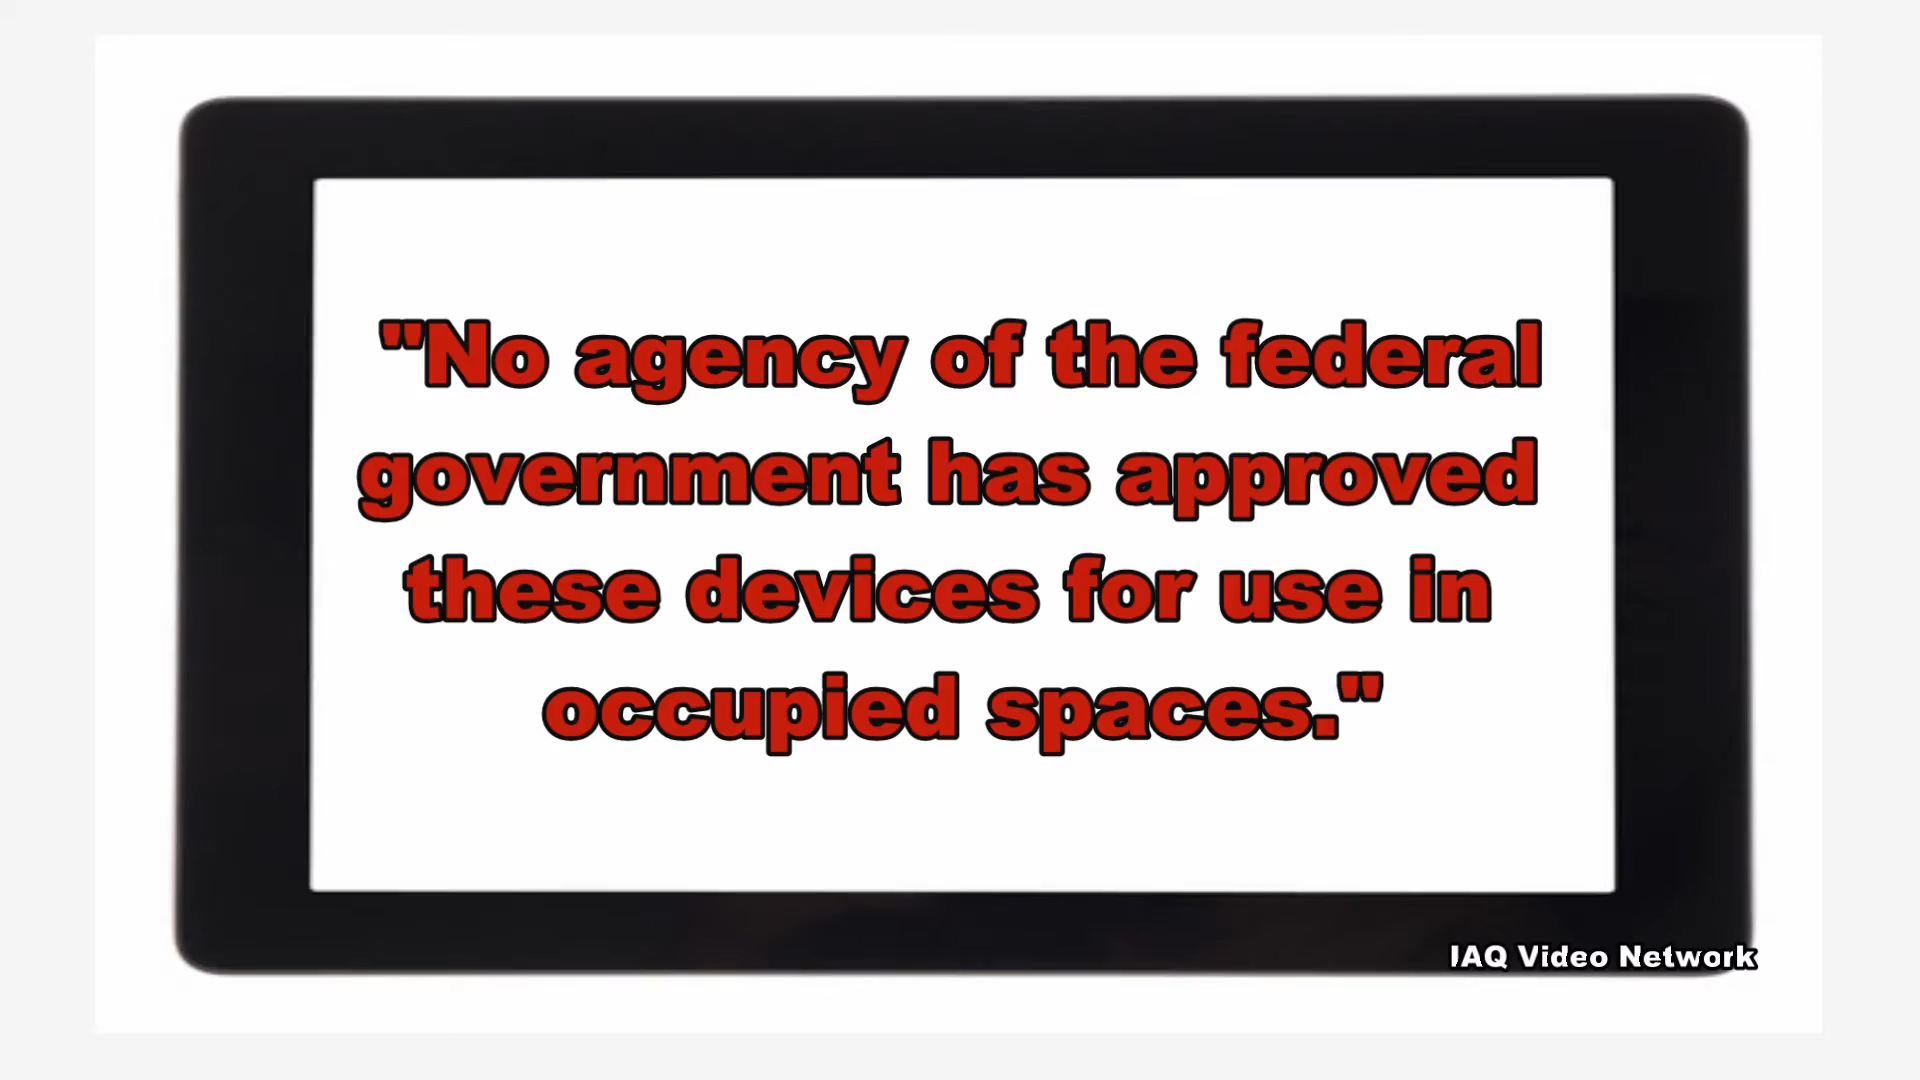 "No agency of the federal
government has approved
these devices for use in
occupied spaces."
IAQ Video Network